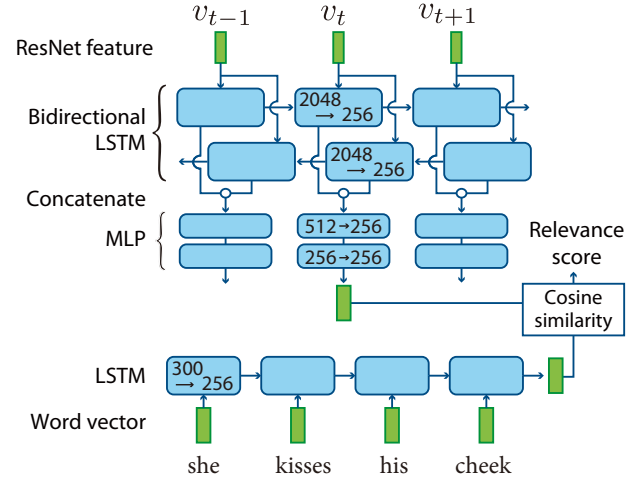 v_{t−1} v_t v_{t+1}
ResNet feature
Bidirectional
LSTM
2048
→ 256
2048
→ 256
Concatenate
MLP
512→256
256→256
Relevance
score
Cosine
similarity
LSTM
300
→ 256
Word vector
she kisses his cheek